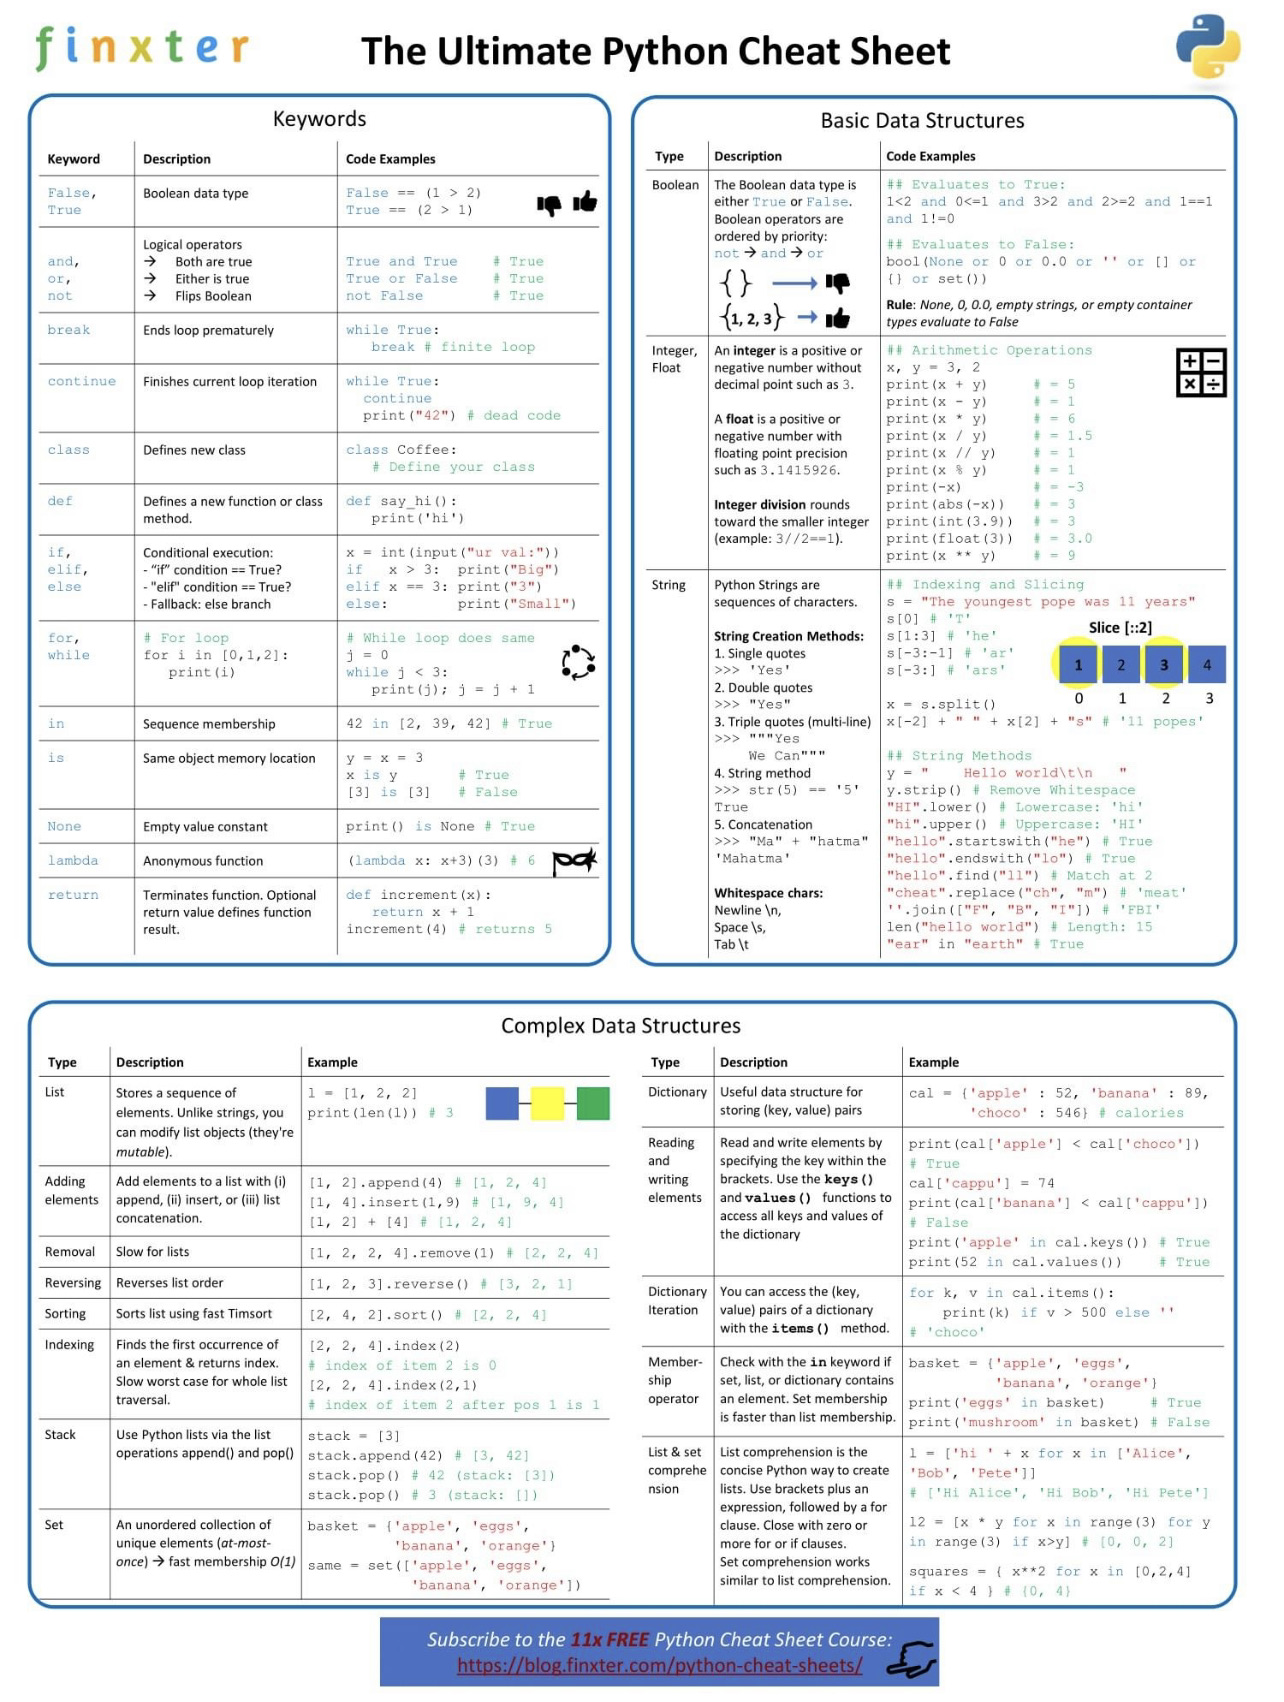 finxter
The Ultimate Python Cheat Sheet
Keywords
Keyword Description Code Examples
False, Boolean data type False == (1 > 2)
True True == (2 > 1)
Logical operators
and, → Both are true True and True # True
or, → Either is true True or False # True
not → Flips Boolean not False # True
break Ends loop prematurely while True:
break # finite loop
continue Finishes current loop iteration while True:
continue
print("42") # dead code
class Defines new class class Coffee:
# Define your class
def Defines a new function or class def say_hi():
method. print('hi')
if, Conditional execution: x = int(input("ur val:"))
elif, - “if” condition == True? if x > 3: print("Big")
else - "elif" condition == True? elif x == 3: print("3")
- Fallback: else branch else: print("Small")
for, # For loop # While loop does same
while for i in [0,1,2]: j = 0
print(i) while j < 3:
print(j); j = j + 1
in Sequence membership 42 in [2, 39, 42] # True
is Same object memory location y = x = 3
x is y # True
[3] is [3] # False
None Empty value constant print() is None # True
lambda Anonymous function (lambda x: x+3)(3) # 6
return Terminates function. Optional def increment(x):
return value defines function return x + 1
result. increment(4) # returns 5
Basic Data Structures
Type Description Code Examples
Boolean The Boolean data type is ## Evaluates to True:
either True or False. 1<2 and 0<=1 and 3>2 and 2>=2 and 1==1
Boolean operators are and 1!=0
ordered by priority: ## Evaluates to False:
not → and → or bool(None or 0 or 0.0 or '' or [] or
{ } {} or set())
{1, 2, 3} Rule: None, 0, 0.0, empty strings, or empty container
types evaluate to False
Integer, An integer is a positive or ## Arithmetic Operations
Float negative number without x, y = 3, 2
decimal point such as 3. print(x + y) # = 5
print(x - y) # = 1
A float is a positive or print(x * y) # = 6
negative number with print(x / y) # = 1.5
floating point precision print(x // y) # = 1
such as 3.1415926. print(x % y) # = 1
print(-x) # = -3
Integer division rounds print(abs(-x)) # = 3
toward the smaller integer print(int(3.9)) # = 3
(example: 3//2==1). print(float(3)) # = 3.0
print(x ** y) # = 9
+ −
× ÷
String Python Strings are ## Indexing and Slicing
sequences of characters. s = "The youngest pope was 11 years"
s[0] # 'T'
String Creation Methods: s[1:3] # 'he'
1. Single quotes s[-3:-1] # 'ar'
>>> 'Yes' s[-3:] # 'ars'
Slice [::2]
1 2 3 4
0 1 2 3
2. Double quotes
>>> "Yes" x = s.split()
3. Triple quotes (multi-line) x[-2] + " " + x[2] + "s" # '11 popes'
>>> """Yes
We Can""" ## String Methods
4. String method y = " Hello world\t\n "
>>> str(5) == '5' y.strip() # Remove Whitespace
True "HI".lower() # Lowercase: 'hi'
5. Concatenation "hi".upper() # Uppercase: 'HI'
>>> "Ma" + "hatma" "hello".startswith("he") # True
'Mahatma' "hello".endswith("lo") # True
"hello".find("ll") # Match at 2
Whitespace chars: "cheat".replace("ch", "m") # 'meat'
Newline \n, ''.join(["F", "B", "I"]) # 'FBI'
Space \s, len("hello world") # Length: 15
Tab \t "ear" in "earth" # True
Complex Data Structures
Type Description Example
List Stores a sequence of l = [1, 2, 2]
elements. Unlike strings, you print(len(l)) # 3
can modify list objects (they're
mutable).
Adding Add elements to a list with (i) [1, 2].append(4) # [1, 2, 4]
elements append, (ii) insert, or (iii) list [1, 4].insert(1,9) # [1, 9, 4]
concatenation. [1, 2] + [4] # [1, 2, 4]
Removal Slow for lists [1, 2, 2, 4].remove(1) # [2, 2, 4]
Reversing Reverses list order [1, 2, 3].reverse() # [3, 2, 1]
Sorting Sorts list using fast Timsort [2, 4, 2].sort() # [2, 2, 4]
Indexing Finds the first occurrence of [2, 2, 4].index(2)
an element & returns index. # index of item 2 is 0
Slow worst case for whole list [2, 2, 4].index(2,1)
traversal. # index of item 2 after pos 1 is 1
Stack Use Python lists via the list stack = [3]
operations append() and pop() stack.append(42) # [3, 42]
stack.pop() # 42 (stack: [3])
stack.pop() # 3 (stack: [])
Set An unordered collection of basket = {'apple', 'eggs',
unique elements (at-most- 'banana', 'orange'}
once) → fast membership O(1) same = set(['apple', 'eggs',
'banana', 'orange'])
Type Description Example
Dictionary Useful data structure for cal = {'apple' : 52, 'banana' : 89,
storing (key, value) pairs 'choco' : 546} # calories
Reading Read and write elements by print(cal['apple'] < cal['choco'])
and specifying the key within the # True
writing brackets. Use the keys() cal['cappu'] = 74
elements and values() functions to print(cal['banana'] < cal['cappu'])
access all keys and values of # False
the dictionary print('apple' in cal.keys()) # True
print(52 in cal.values()) # True
Dictionary You can access the (key, for k, v in cal.items():
Iteration value) pairs of a dictionary print(k) if v > 500 else ''
with the items() method. # 'choco'
Member- Check with the in keyword if basket = {'apple', 'eggs',
ship set, list, or dictionary contains 'banana', 'orange'}
operator an element. Set membership print('eggs' in basket) # True
is faster than list membership. print('mushroom' in basket) # False
List & set List comprehension is the l = ['hi ' + x for x in ['Alice',
comprehe concise Python way to create 'Bob', 'Pete']]
nsion lists. Use brackets plus an # ['Hi Alice', 'Hi Bob', 'Hi Pete']
expression, followed by a for l2 = [x * y for x in range(3) for y
clause. Close with zero or in range(3) if x>y] # [0, 0, 2]
more for or if clauses.
Set comprehension works squares = { x**2 for x in [0,2,4]
similar to list comprehension. if x < 4 } # {0, 4}
Subscribe to the 11x FREE Python Cheat Sheet Course:
https://blog.finxter.com/python-cheat-sheets/